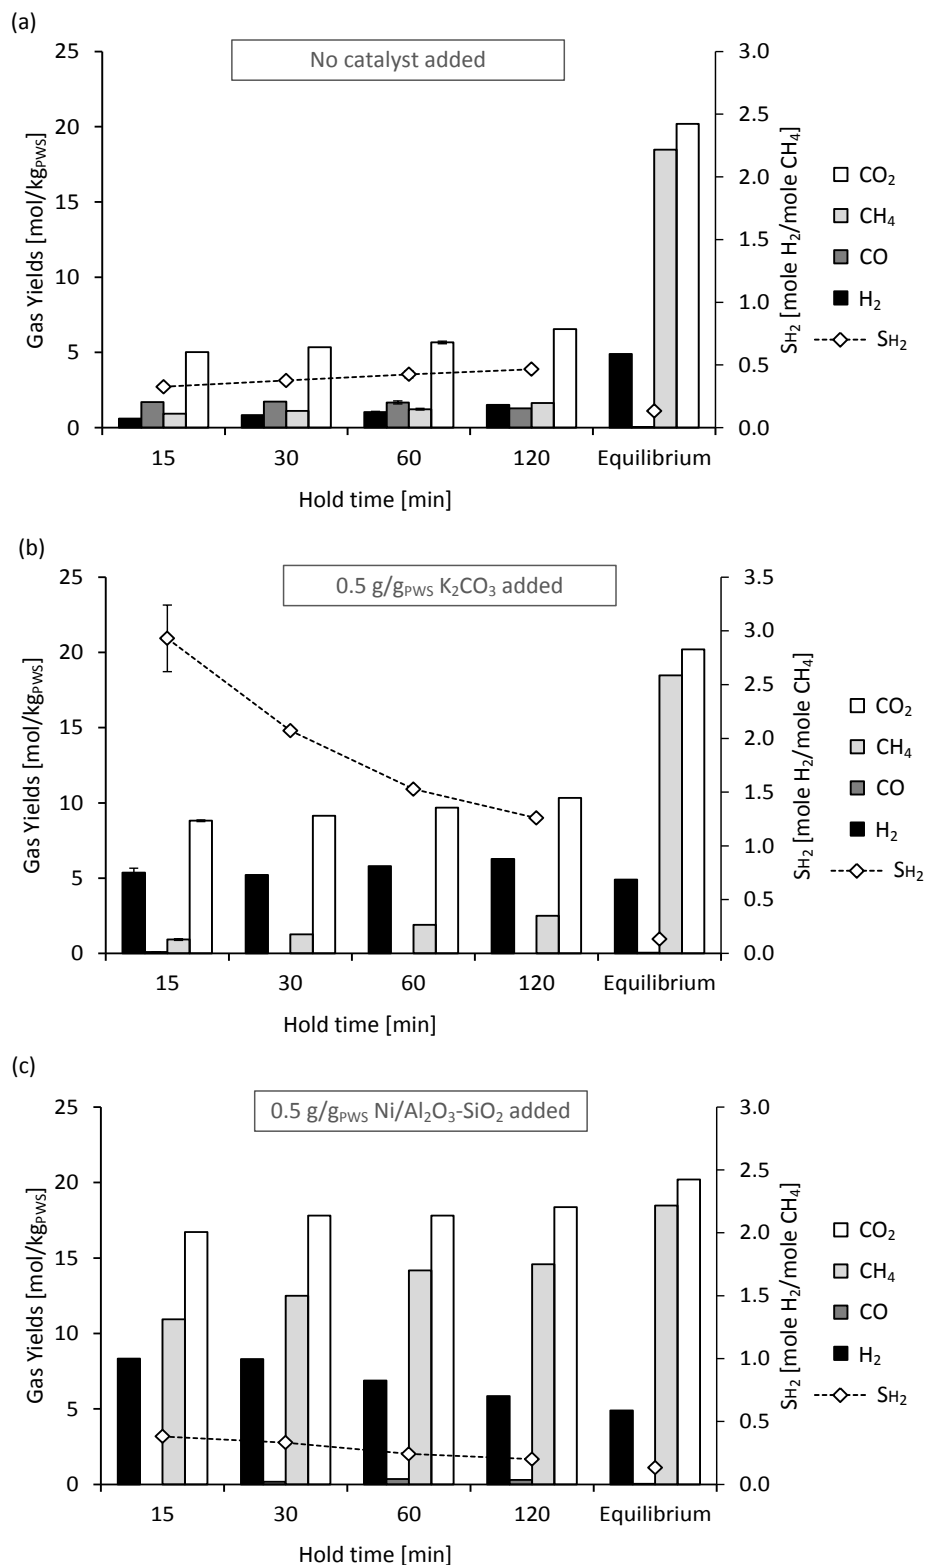 (a)
No catalyst added
Gas Yields [mol/kgPWS]
25
20
15
10
5
0
3.0
2.5
2.0
1.5
1.0
0.5
0.0
SH2 [mole H2/mole CH4]
CO2
CH4
CO
H2
SH2
15 30 60 120 Equilibrium
Hold time [min]
(b)
0.5 g/gPWS K2CO3 added
Gas Yields [mol/kgPWS]
25
20
15
10
5
0
3.5
3.0
2.5
2.0
1.5
1.0
0.5
0.0
SH2 [mole H2/mole CH4]
CO2
CH4
CO
H2
SH2
15 30 60 120 Equilibrium
Hold time [min]
(c)
0.5 g/gPWS Ni/Al2O3-SiO2 added
Gas Yields [mol/kgPWS]
25
20
15
10
5
0
3.0
2.5
2.0
1.5
1.0
0.5
0.0
SH2 [mole H2/mole CH4]
CO2
CH4
CO
H2
SH2
15 30 60 120 Equilibrium
Hold time [min]